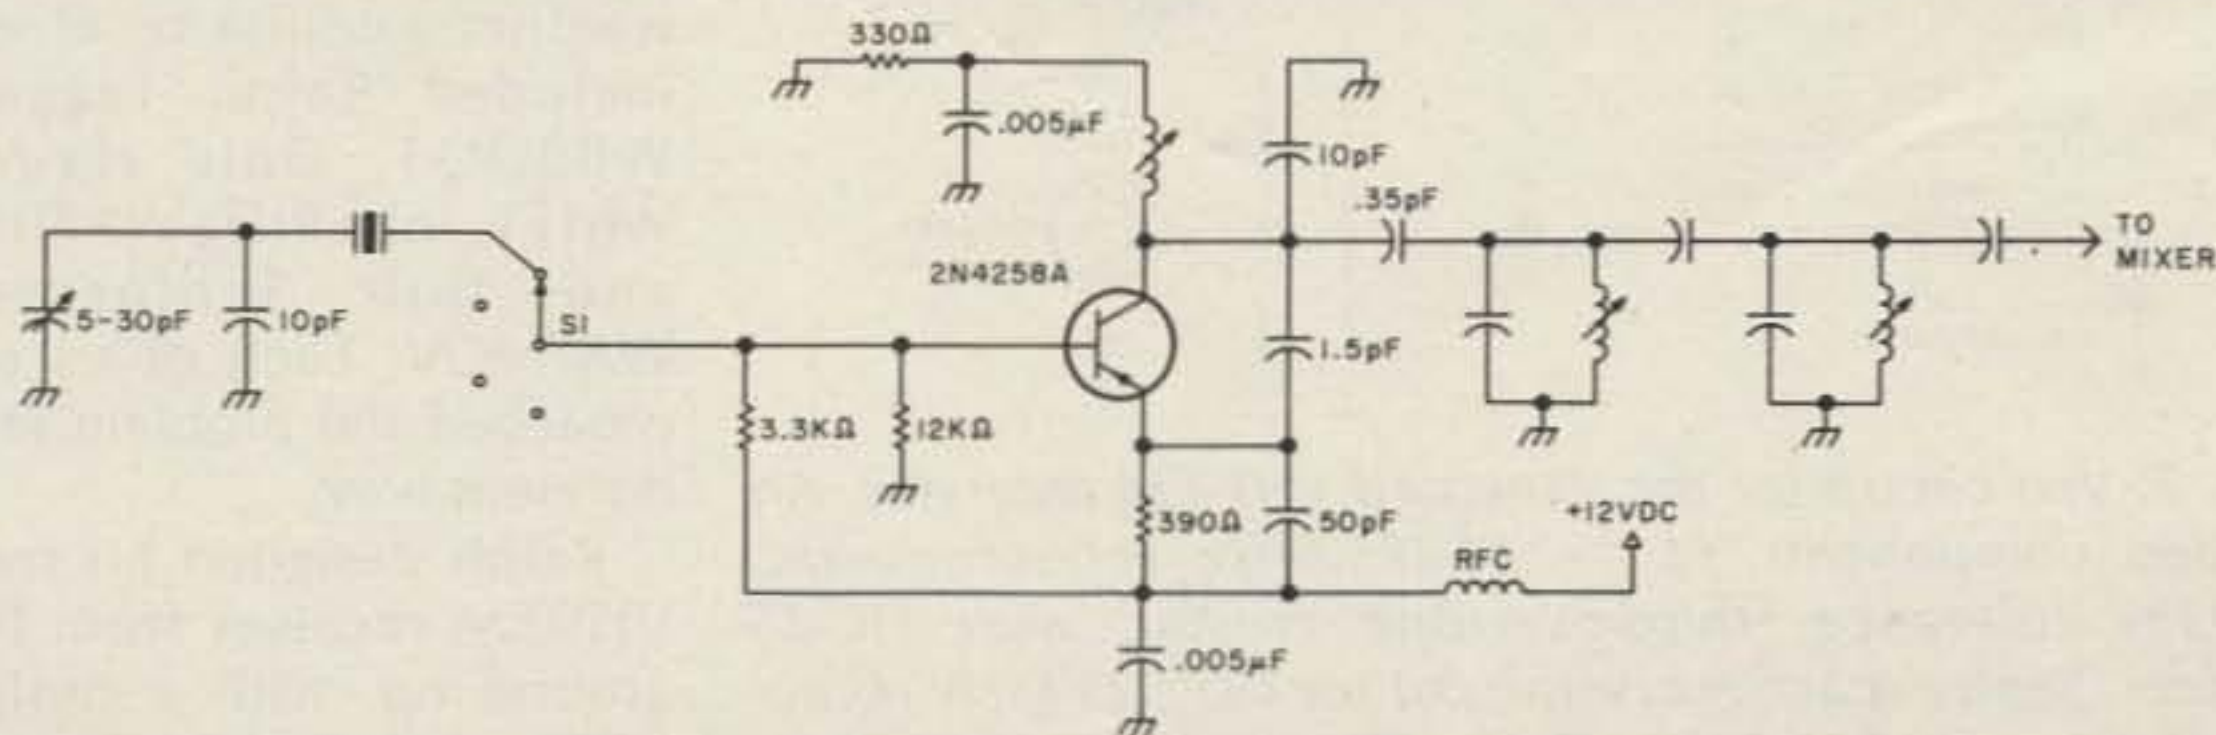 330Ω
.005µF
10pF
.35pF
TO
MIXER
2N4258A
5-30pF
10pF
S1
1.5pF
3.3KΩ
12KΩ
390Ω
50pF
+12VDC
RFC
.005µF